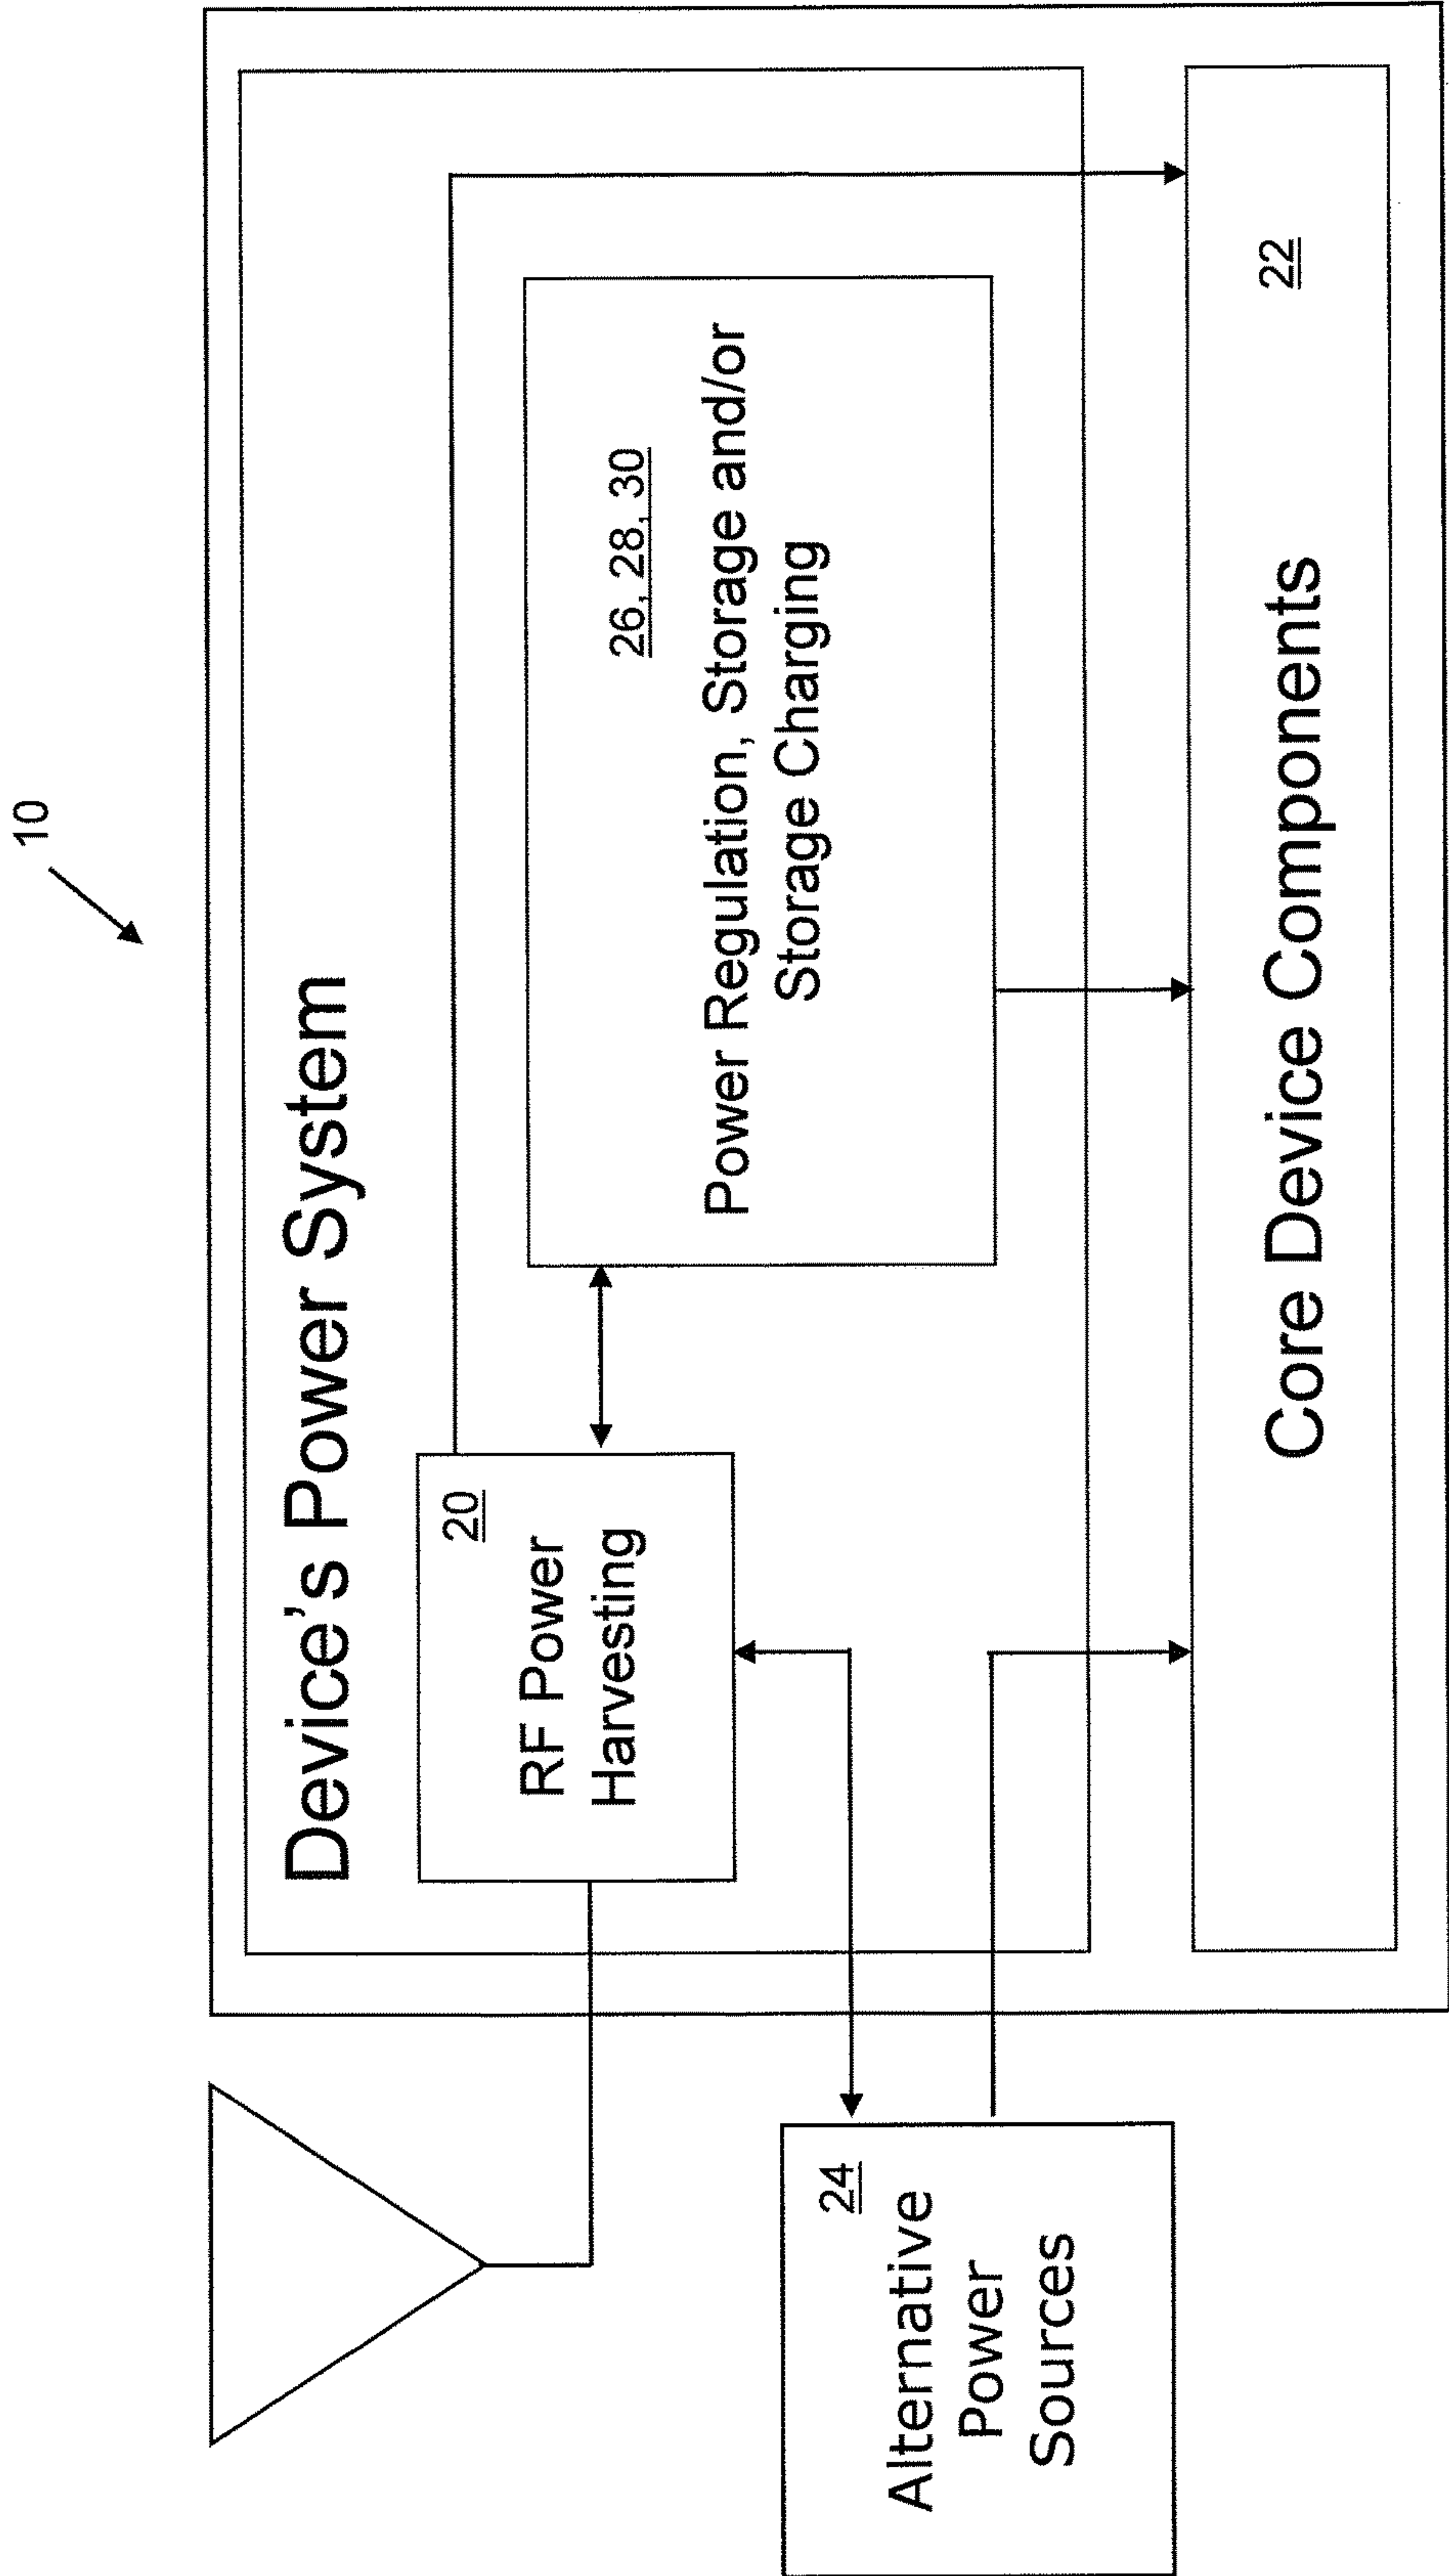 10
Device's Power System
20
RF Power
Harvesting
26, 28, 30
Power Regulation, Storage and/or
Storage Charging
24
Alternative
Power
Sources
22
Core Device Components